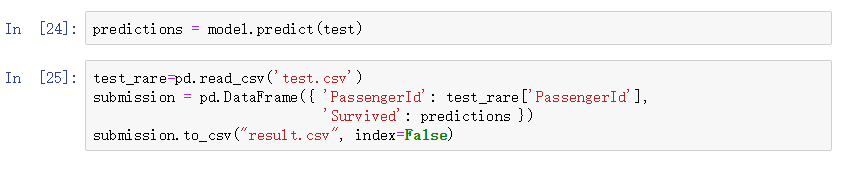 In [24]: predictions = model.predict(test)
In [25]: test_rare=pd.read_csv('test.csv')
submission = pd.DataFrame({ 'PassengerId': test_rare['PassengerId'],
'Survived': predictions })
submission.to_csv("result.csv", index=False)